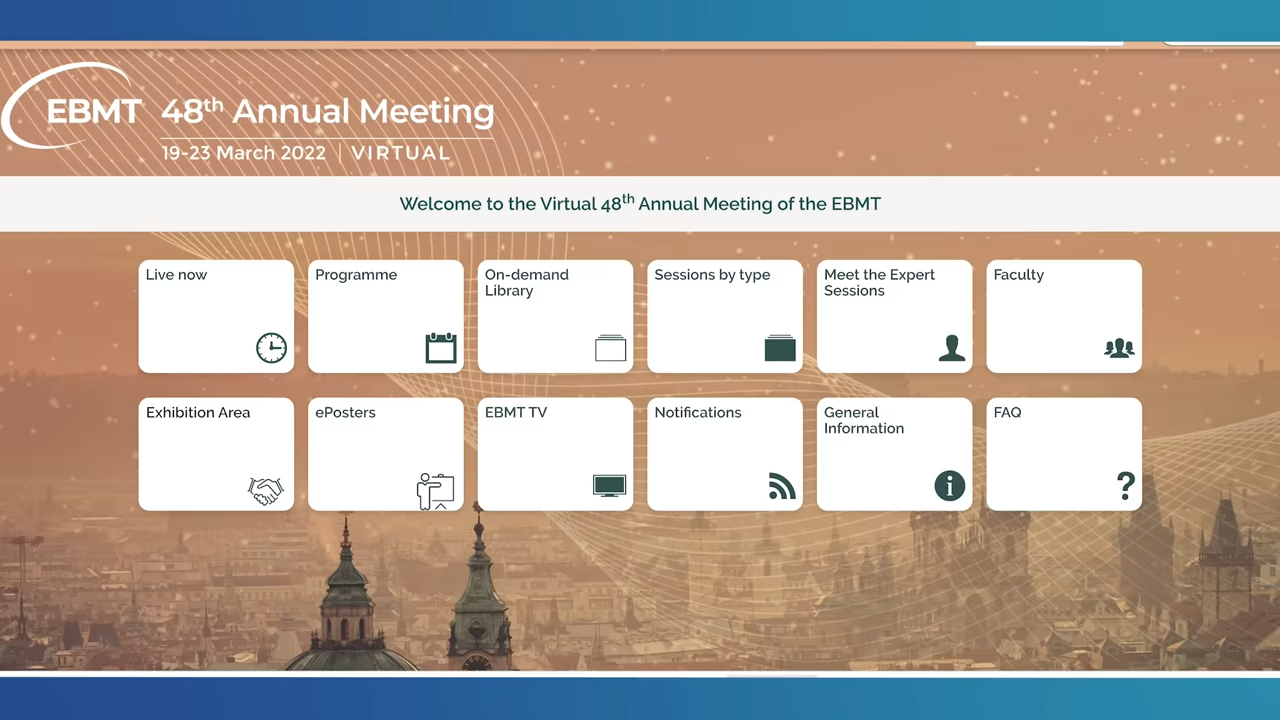 EBMT 48th Annual Meeting
19-23 March 2022 | VIRTUAL
Welcome to the Virtual 48th Annual Meeting of the EBMT
Live now
Programme
On-demand
Library
Sessions by type
Meet the Expert
Sessions
Faculty
Exhibition Area
ePosters
EBMT TV
Notifications
General
Information
FAQ